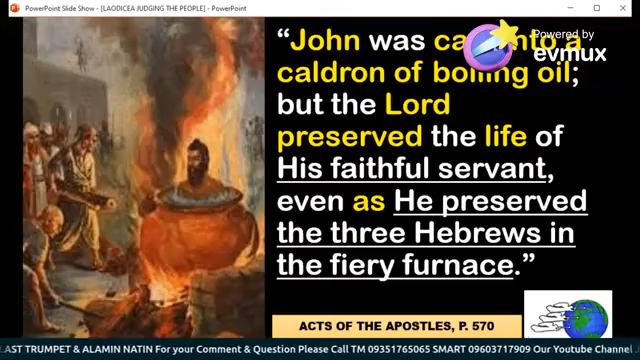 PowerPoint Slide Show - [LAODICEA JUDGING THE PEOPLE] - PowerPoint
Powered by
evmux
“John was
caldron of boiling oil;
but the Lord
preserved the life of
His faithful servant,
even as He preserved
the three Hebrews in
the fiery furnace.”
ACTS OF THE APOSTLES, P. 570
AST TRUMPET & ALAMIN NATIN For your Comment & Question Please Call TM 09351765065 SMART 09603717909 Our Youtube Channel